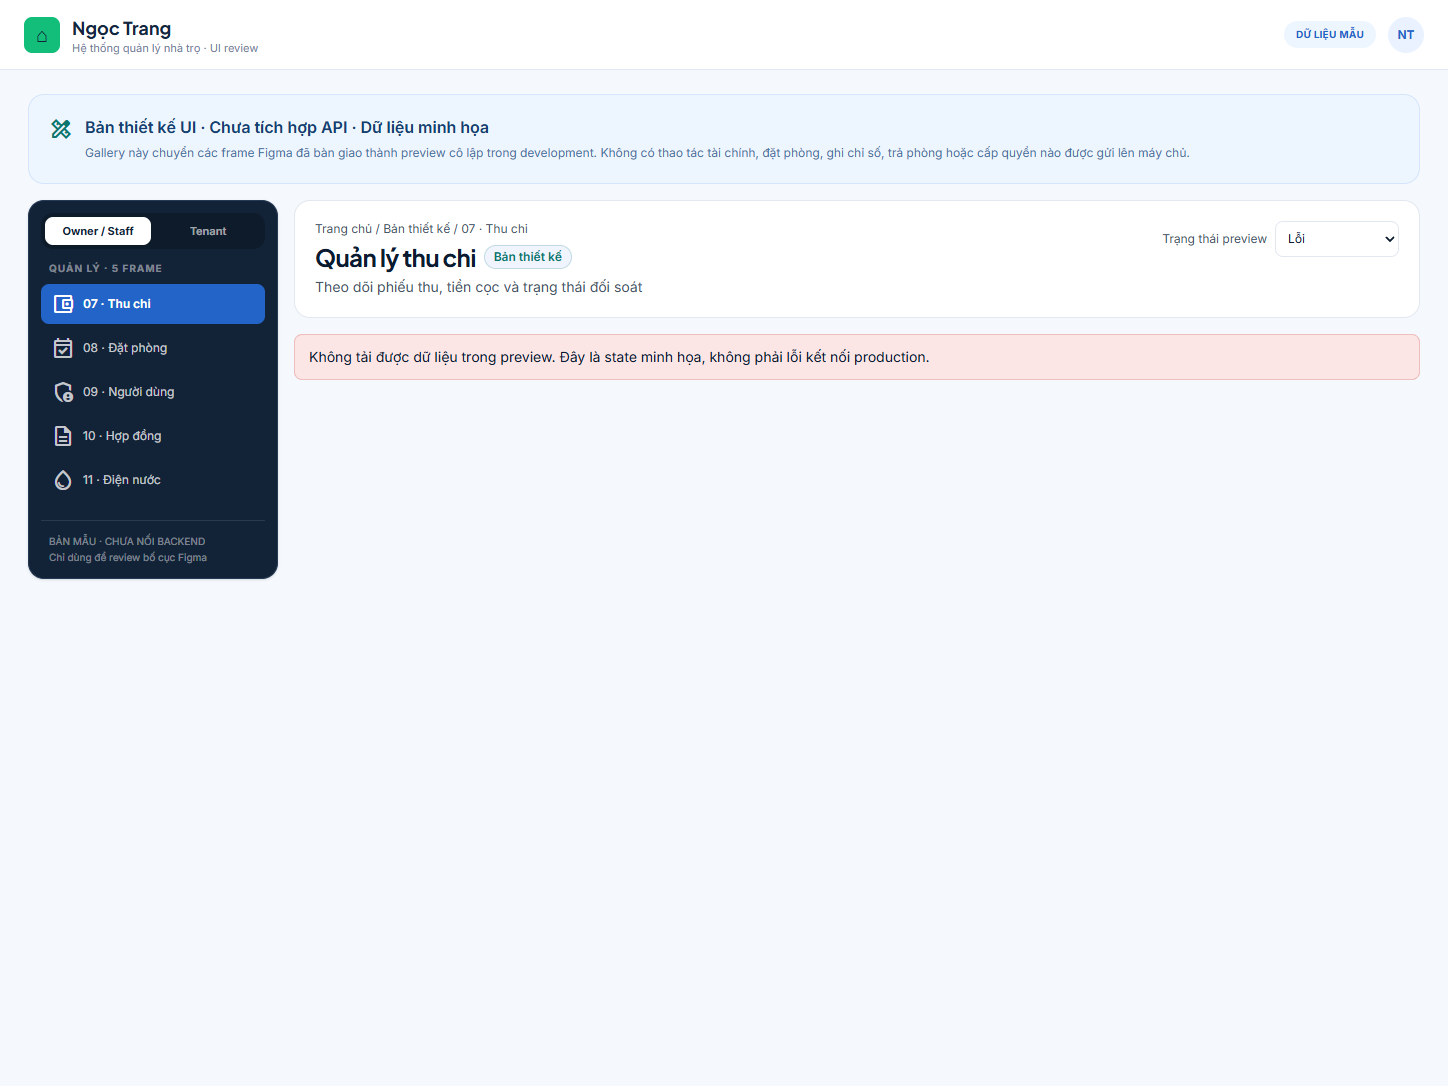 Ngọc Trang
Hệ thống quản lý nhà trọ · UI review
DỮ LIỆU MẪU
NT
Bản thiết kế UI · Chưa tích hợp API · Dữ liệu minh họa
Gallery này chuyển các frame Figma đã bàn giao thành preview cô lập trong development. Không có thao tác tài chính, đặt phòng, ghi chỉ số, trả phòng hoặc cấp quyền nào được gửi lên máy chủ.
Owner / Staff
Tenant
QUẢN LÝ · 5 FRAME
07 · Thu chi
08 · Đặt phòng
09 · Người dùng
10 · Hợp đồng
11 · Điện nước
BẢN MẪU · CHƯA NỐI BACKEND
Chỉ dùng để review bố cục Figma
Trang chủ / Bản thiết kế / 07 · Thu chi
Quản lý thu chi
Bản thiết kế
Theo dõi phiếu thu, tiền cọc và trạng thái đối soát
Trạng thái preview
Lỗi
Không tải được dữ liệu trong preview. Đây là state minh họa, không phải lỗi kết nối production.